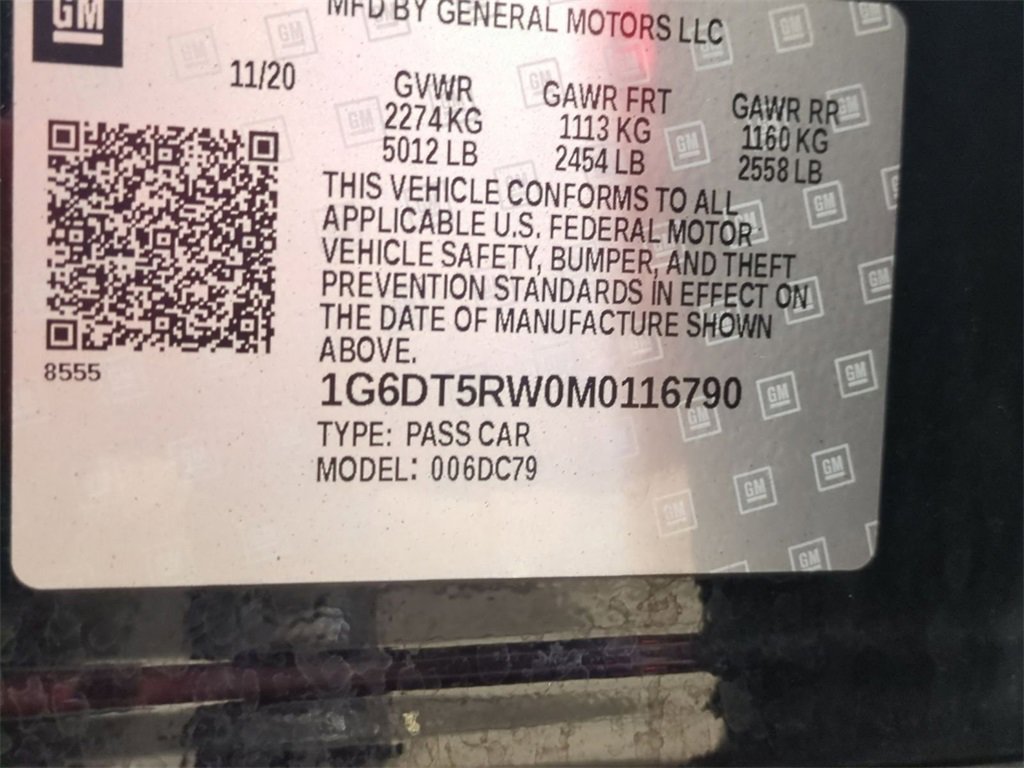 GM
MFD BY GENERAL MOTORS LLC
11/20
GVWR
2274 KG
5012 LB
GAWR FRT
1113 KG
2454 LB
GAWR RR
1160 KG
2558 LB
THIS VEHICLE CONFORMS TO ALL
APPLICABLE U.S. FEDERAL MOTOR
VEHICLE SAFETY, BUMPER, AND THEFT
PREVENTION STANDARDS IN EFFECT ON
THE DATE OF MANUFACTURE SHOWN
ABOVE.
8555
1G6DT5RW0M0116790
TYPE: PASS CAR
MODEL: 006DC79